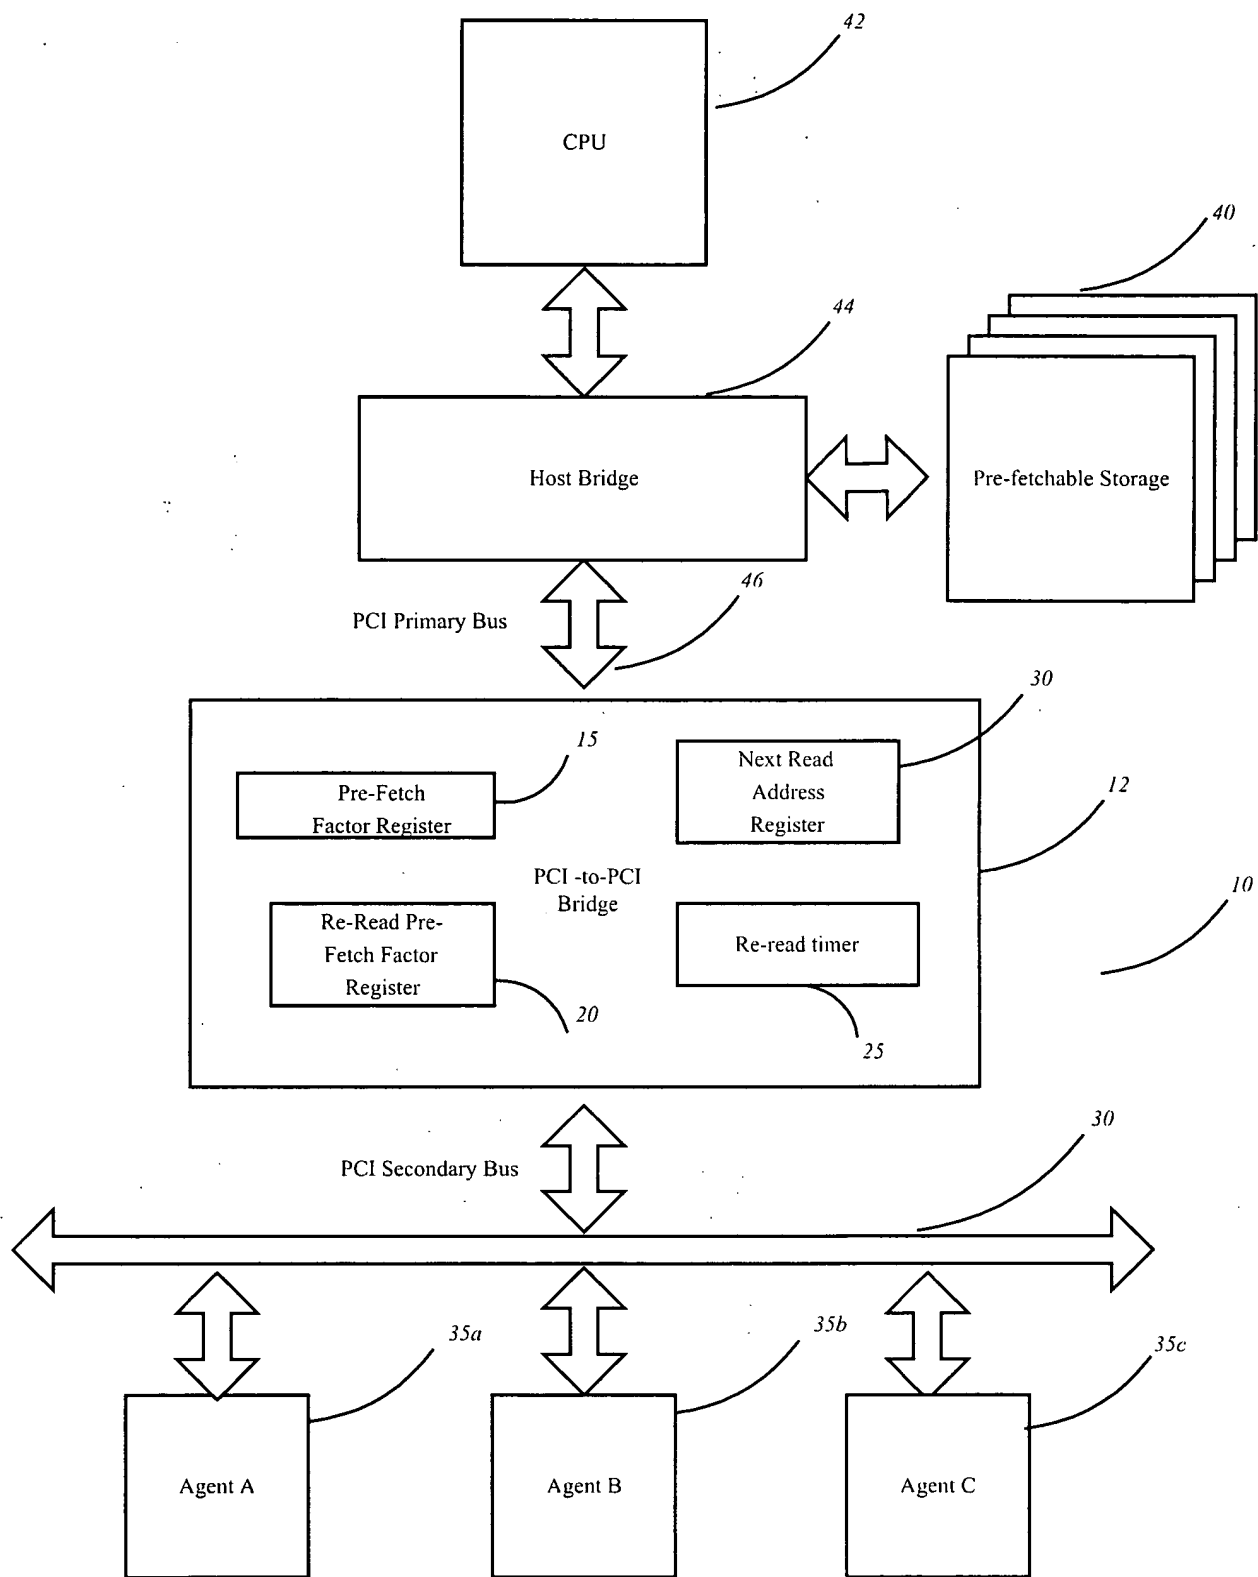 42
CPU
40
44
Host Bridge
Pre-fetchable Storage
46
PCI Primary Bus
30
15
Next Read
Address
Register
Pre-Fetch
Factor Register
12
PCI -to-PCI
Bridge
10
Re-Read Pre-
Fetch Factor
Register
Re-read timer
20
25
30
PCI Secondary Bus
35a
35b
35c
Agent A
Agent B
Agent C